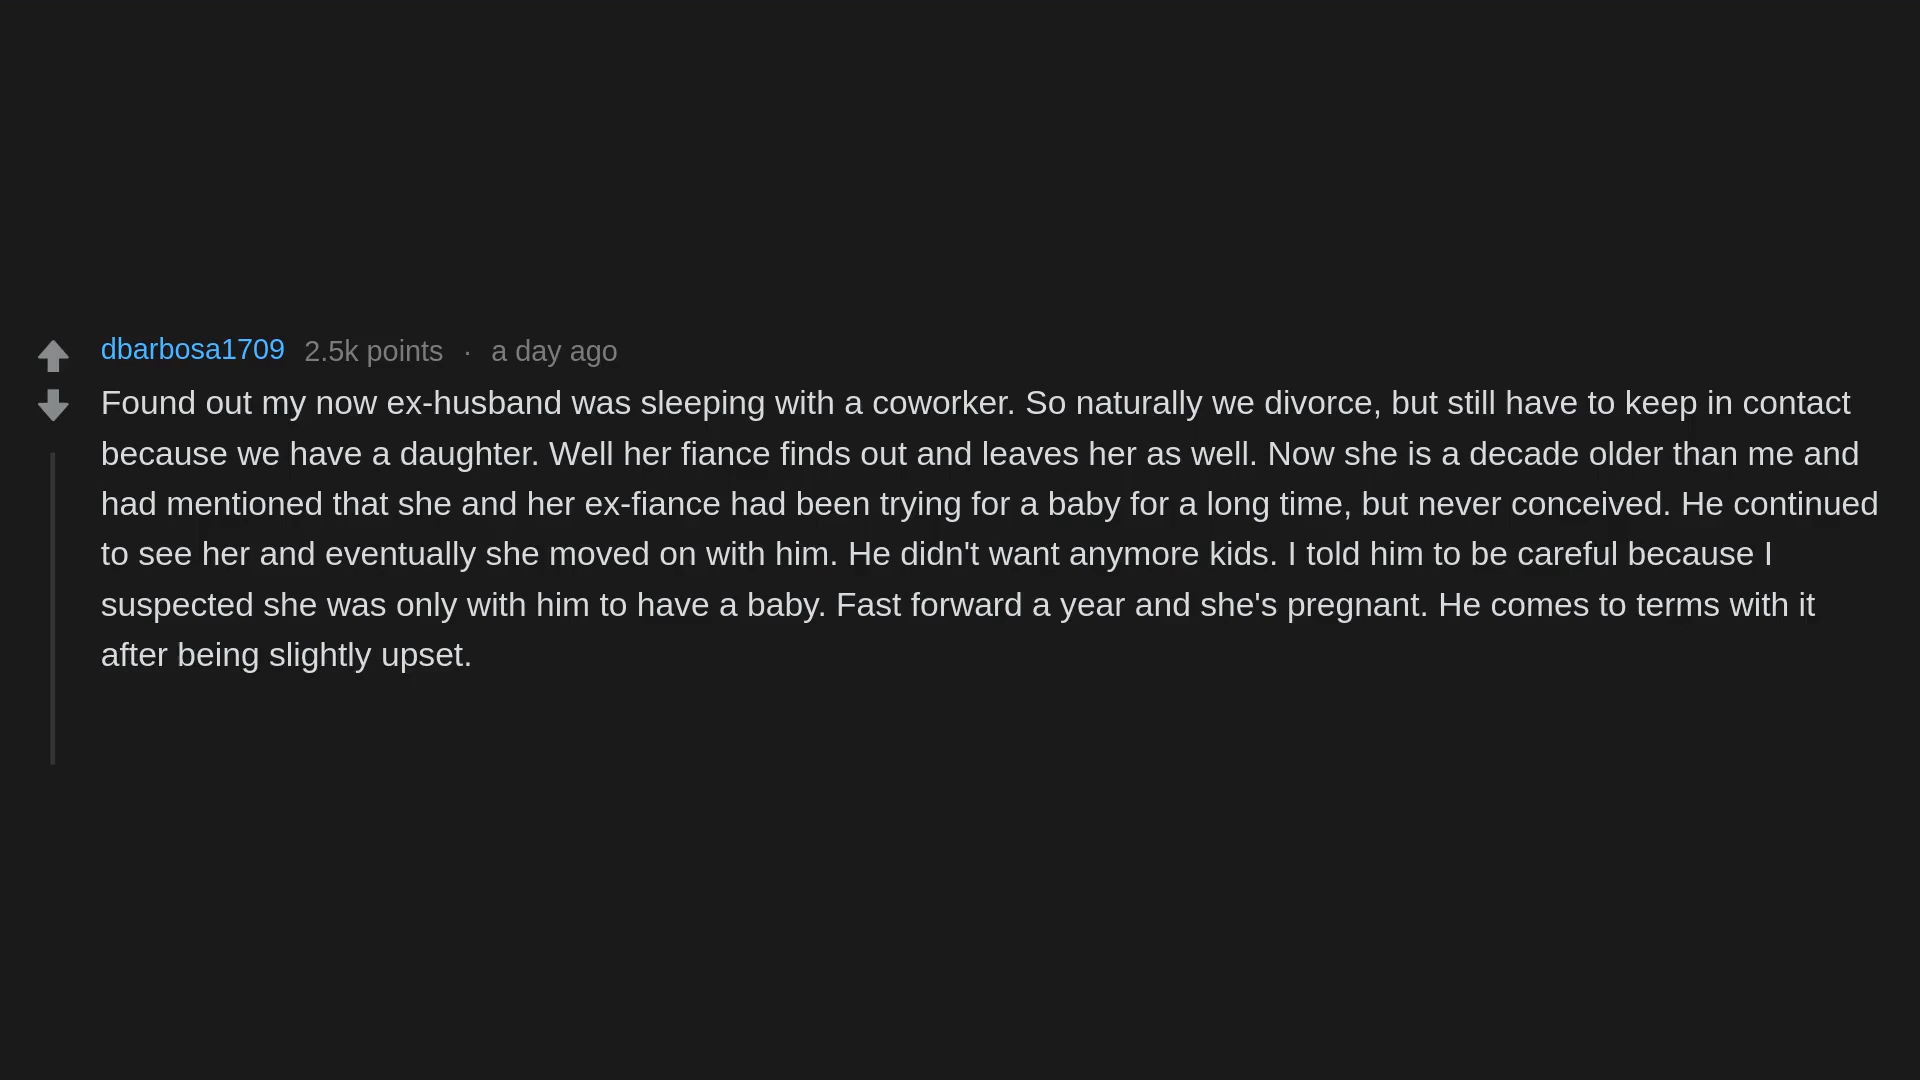 dbarbosa1709 2.5k points · a day ago
Found out my now ex-husband was sleeping with a coworker. So naturally we divorce, but still have to keep in contact
because we have a daughter. Well her fiance finds out and leaves her as well. Now she is a decade older than me and
had mentioned that she and her ex-fiance had been trying for a baby for a long time, but never conceived. He continued
to see her and eventually she moved on with him. He didn't want anymore kids. I told him to be careful because I
suspected she was only with him to have a baby. Fast forward a year and she's pregnant. He comes to terms with it
after being slightly upset.